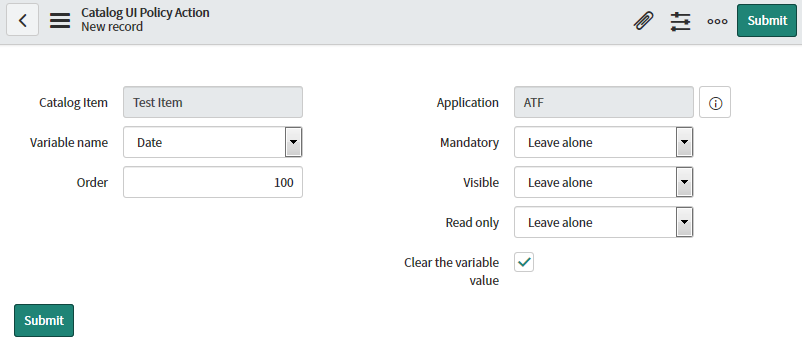 Catalog UI Policy Action
New record
Submit
Catalog Item
Test Item
Application
ATF
Variable name
Date
Mandatory
Leave alone
Order
100
Visible
Leave alone
Read only
Leave alone
Clear the variable
value
Submit